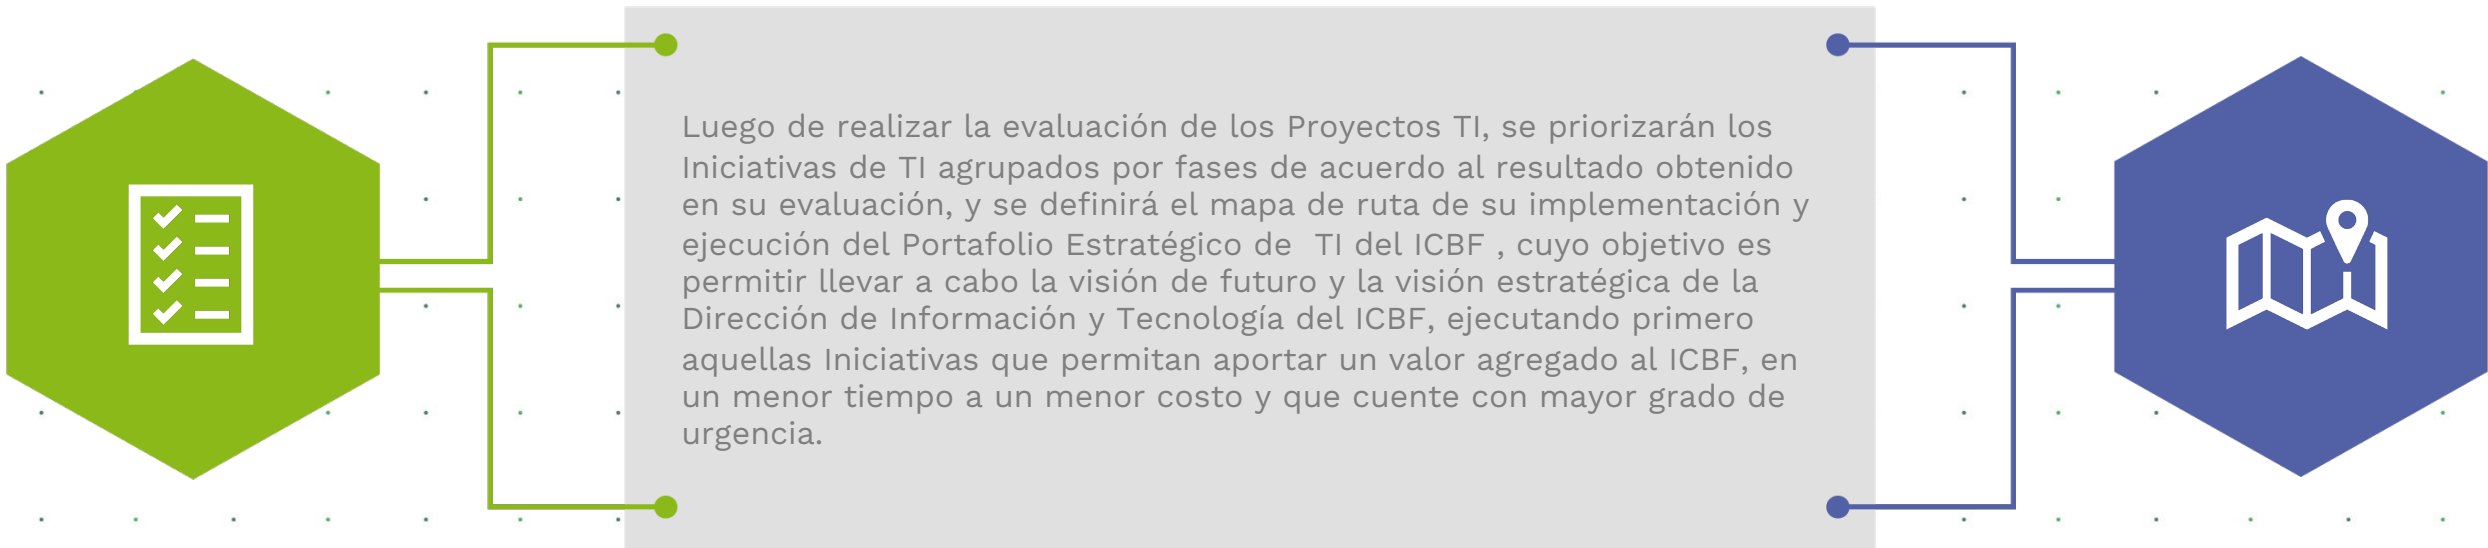 Luego de realizar la evaluación de los Proyectos TI, se priorizarán los
Iniciativas de TI agrupados por fases de acuerdo al resultado obtenido
en su evaluación, y se definirá el mapa de ruta de su implementación y
ejecución del Portafolio Estratégico de  TI del ICBF , cuyo objetivo es
permitir llevar a cabo la visión de futuro y la visión estratégica de la
Dirección de Información y Tecnología del ICBF, ejecutando primero
aquellas Iniciativas que permitan aportar un valor agregado al ICBF, en
un menor tiempo a un menor costo y que cuente con mayor grado de
urgencia.